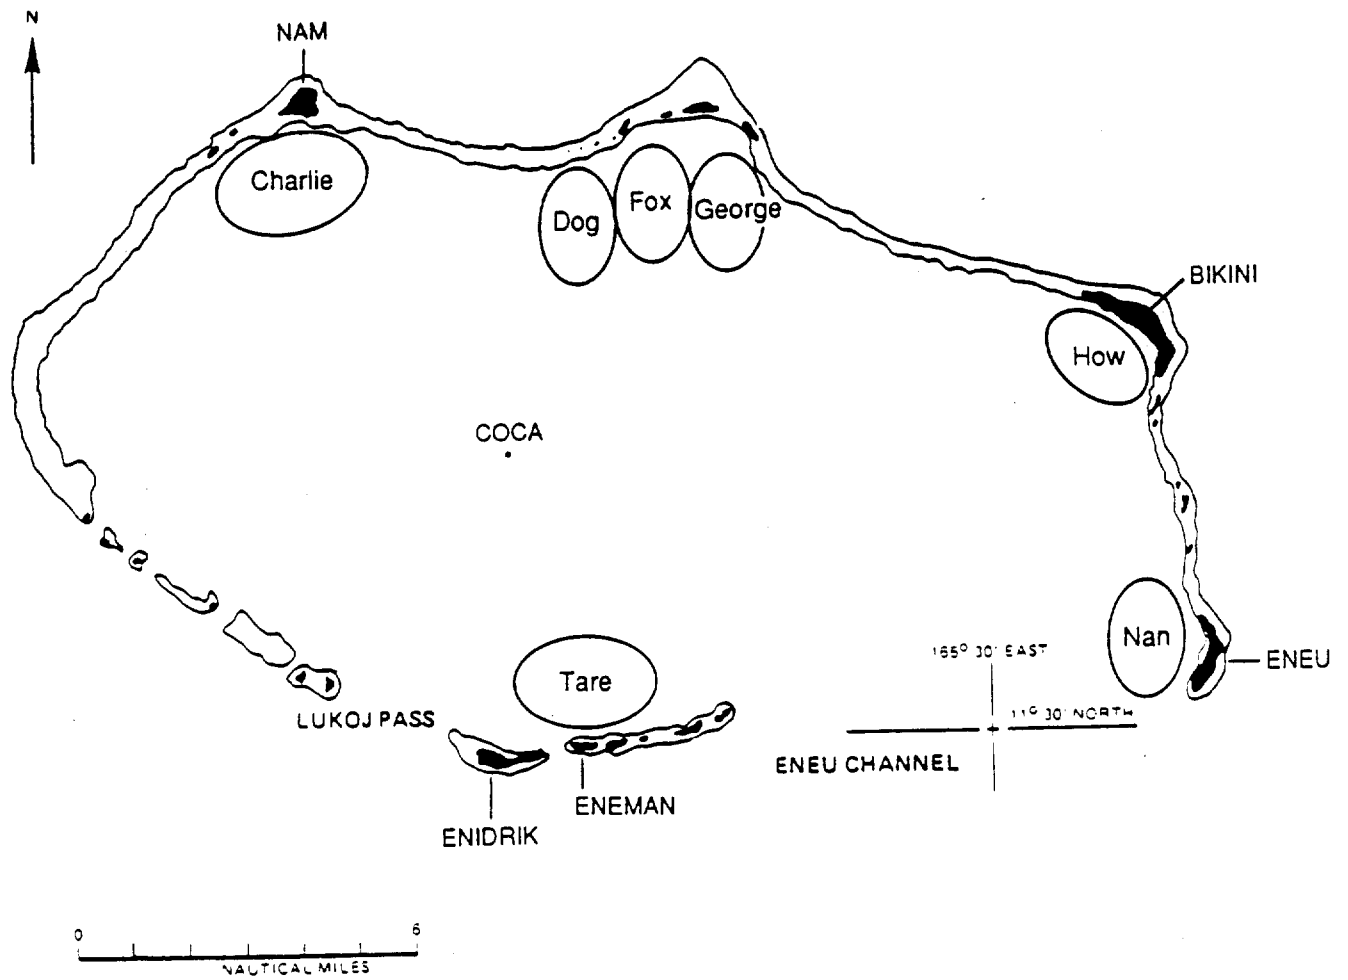 N
NAM
Charlie
Dog
Fox
George
BIKINI
How
COCA
Nan
165° 30' EAST
ENEU
Tare
11° 30' NORTH
LUKOJ PASS
ENEU CHANNEL
ENEMAN
ENIDRIK
0 6
NAUTICAL MILES